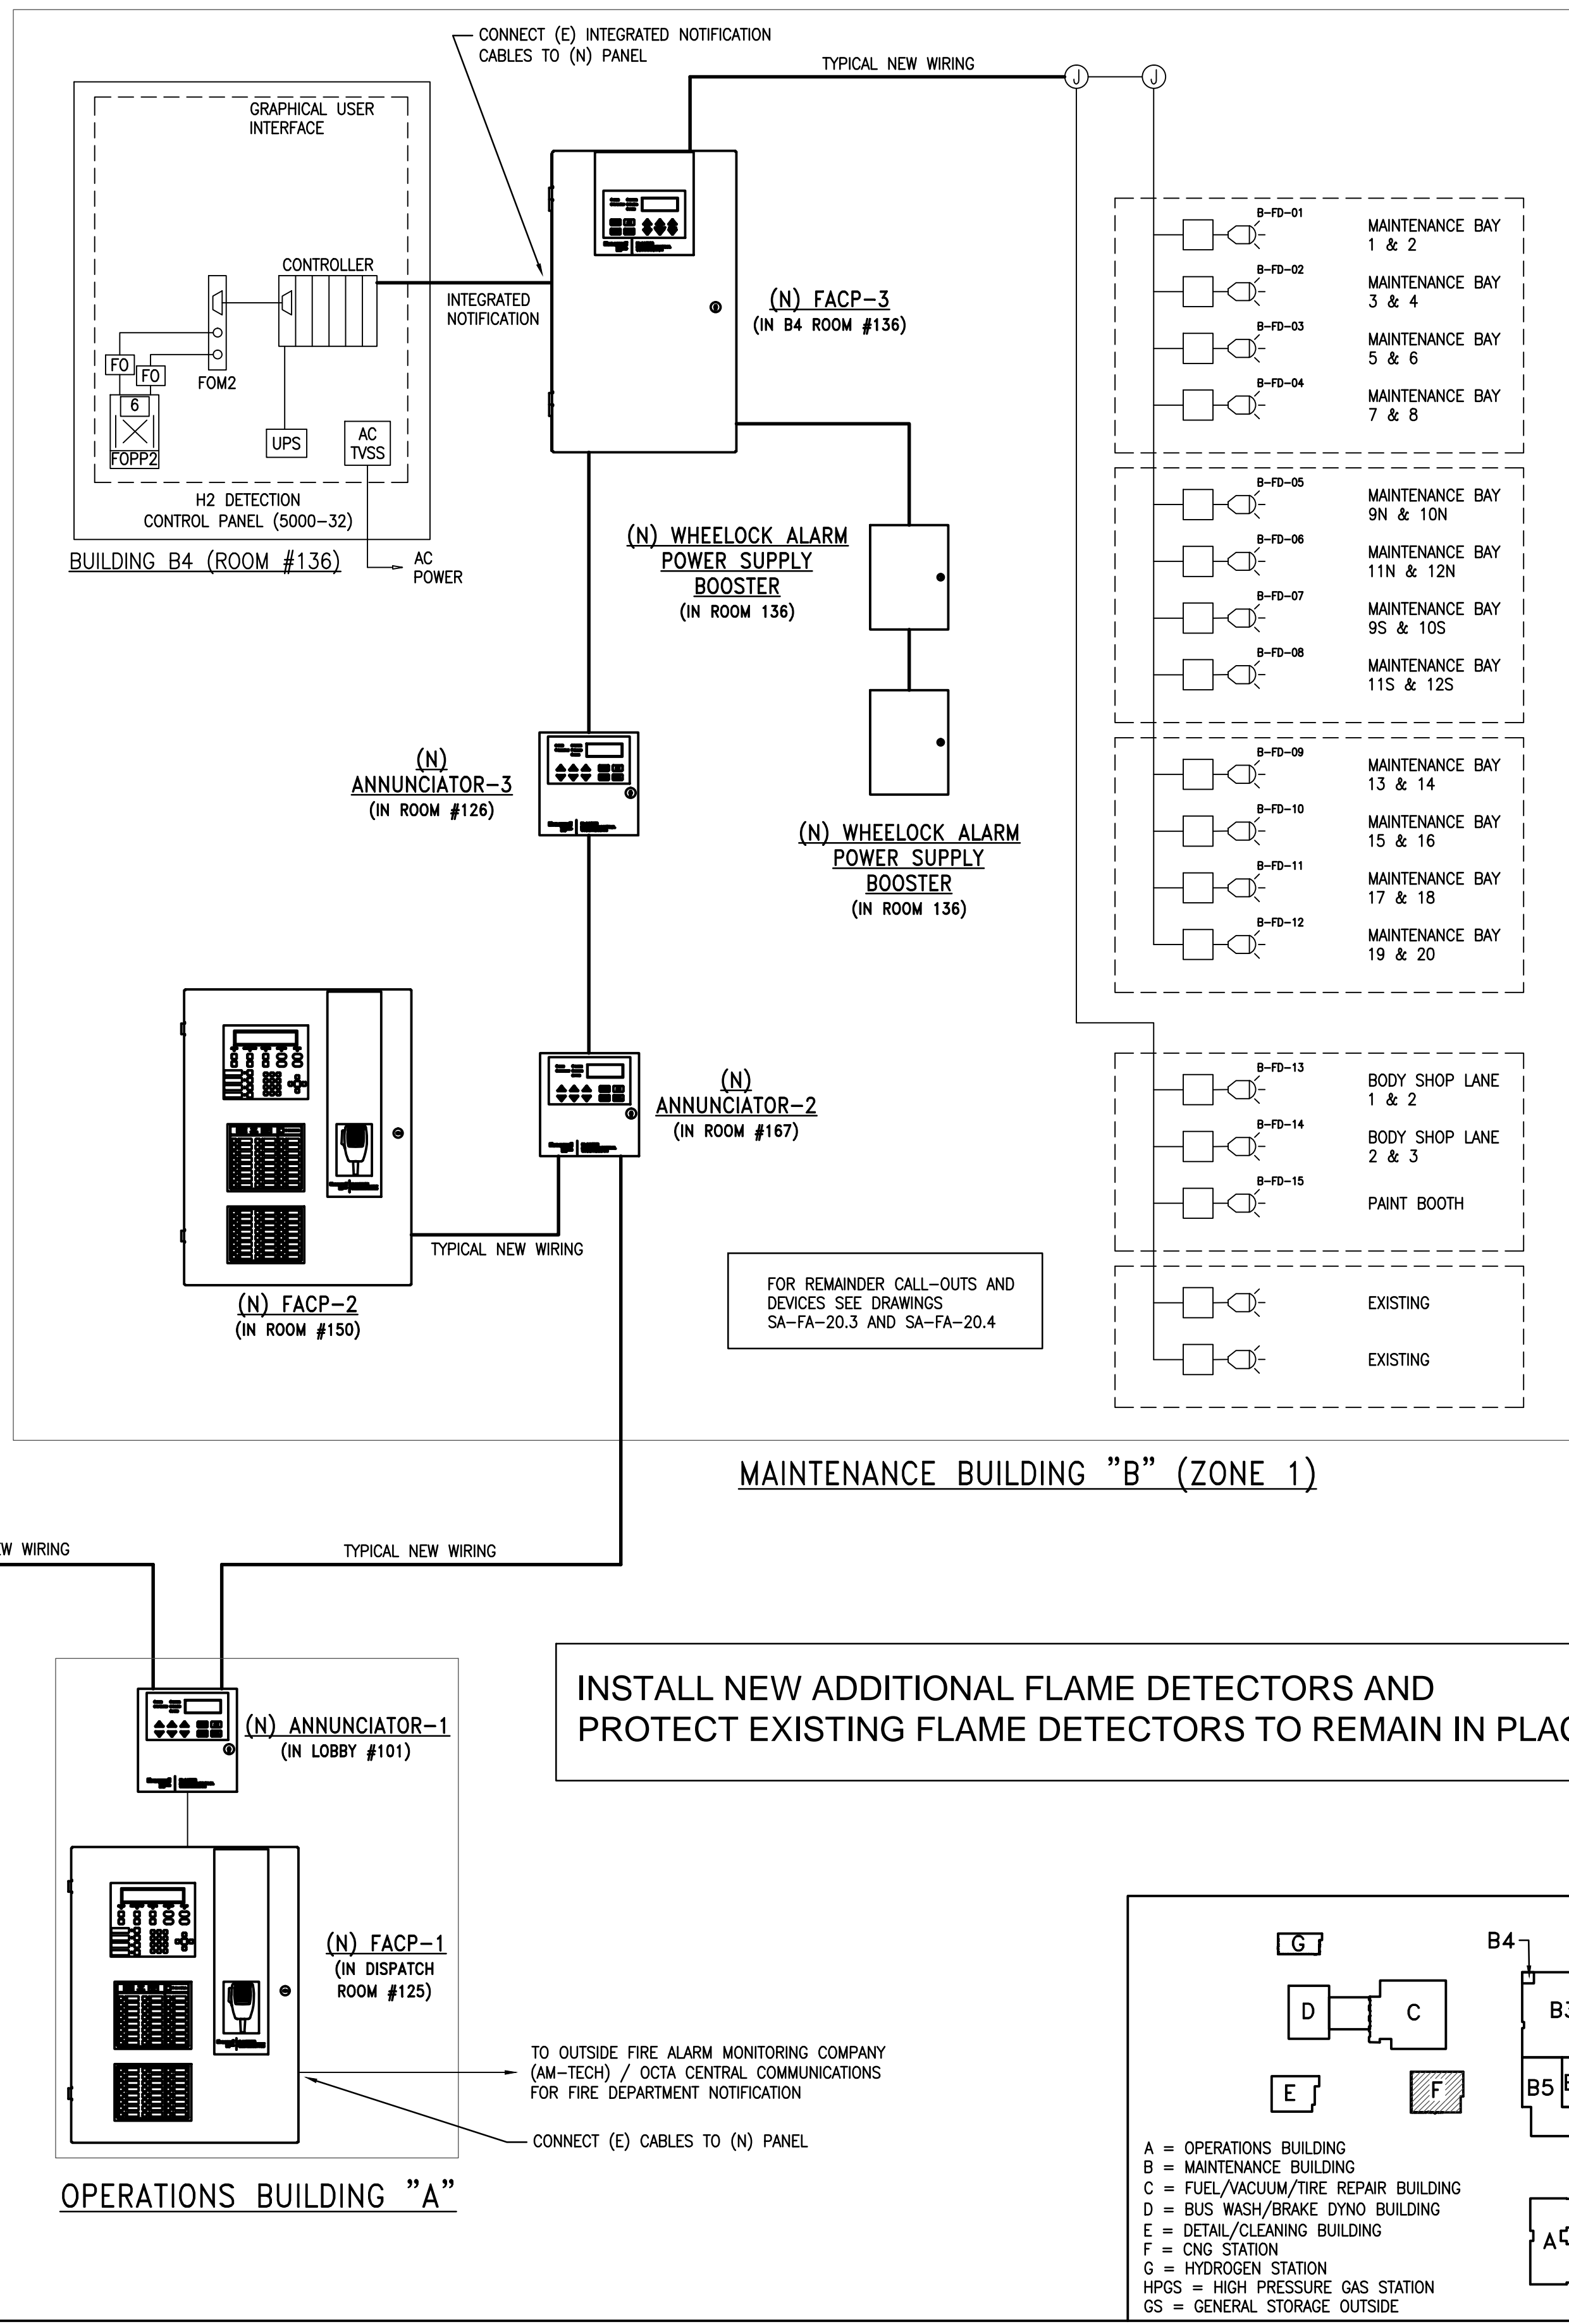 CONNECT (E) INTEGRATED NOTIFICATION
CABLES TO (N) PANEL
TYPICAL NEW WIRING
J
J
GRAPHICAL USER
INTERFACE
CONTROLLER
INTEGRATED
NOTIFICATION
FO
FO
FOM2
6
FOPP2
UPS
AC
TVSS
H2 DETECTION
CONTROL PANEL (5000-32)
BUILDING B4 (ROOM #136)
AC
POWER
(N) FACP-3
(IN B4 ROOM #136)
(N) WHEELOCK ALARM
POWER SUPPLY
BOOSTER
(IN ROOM 136)
(N) WHEELOCK ALARM
POWER SUPPLY
BOOSTER
(IN ROOM 136)
(N)
ANNUNCIATOR-3
(IN ROOM #126)
(N)
ANNUNCIATOR-2
(IN ROOM #167)
TYPICAL NEW WIRING
(N) FACP-2
(IN ROOM #150)
FOR REMAINDER CALL-OUTS AND
DEVICES SEE DRAWINGS
SA-FA-20.3 AND SA-FA-20.4
B-FD-01
MAINTENANCE BAY
1 & 2
B-FD-02
MAINTENANCE BAY
3 & 4
B-FD-03
MAINTENANCE BAY
5 & 6
B-FD-04
MAINTENANCE BAY
7 & 8
B-FD-05
MAINTENANCE BAY
9N & 10N
B-FD-06
MAINTENANCE BAY
11N & 12N
B-FD-07
MAINTENANCE BAY
9S & 10S
B-FD-08
MAINTENANCE BAY
11S & 12S
B-FD-09
MAINTENANCE BAY
13 & 14
B-FD-10
MAINTENANCE BAY
15 & 16
B-FD-11
MAINTENANCE BAY
17 & 18
B-FD-12
MAINTENANCE BAY
19 & 20
B-FD-13
BODY SHOP LANE
1 & 2
B-FD-14
BODY SHOP LANE
2 & 3
B-FD-15
PAINT BOOTH
EXISTING
EXISTING
MAINTENANCE BUILDING "B" (ZONE 1)
W WIRING
TYPICAL NEW WIRING
(N) ANNUNCIATOR-1
(IN LOBBY #101)
INSTALL NEW ADDITIONAL FLAME DETECTORS AND
PROTECT EXISTING FLAME DETECTORS TO REMAIN IN PLAC
(N) FACP-1
(IN DISPATCH
ROOM #125)
TO OUTSIDE FIRE ALARM MONITORING COMPANY
(AM-TECH) / OCTA CENTRAL COMMUNICATIONS
FOR FIRE DEPARTMENT NOTIFICATION
CONNECT (E) CABLES TO (N) PANEL
OPERATIONS BUILDING "A"
G
B4
D
C
B3
E
F
B5
A
A = OPERATIONS BUILDING
B = MAINTENANCE BUILDING
C = FUEL/VACUUM/TIRE REPAIR BUILDING
D = BUS WASH/BRAKE DYNO BUILDING
E = DETAIL/CLEANING BUILDING
F = CNG STATION
G = HYDROGEN STATION
HPGS = HIGH PRESSURE GAS STATION
GS = GENERAL STORAGE OUTSIDE